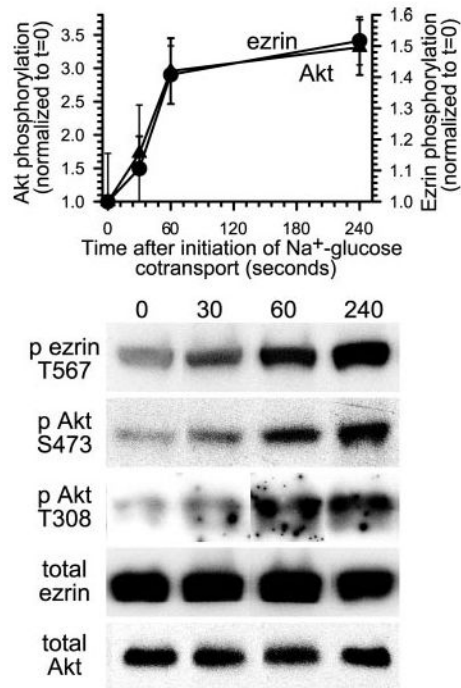 Akt phosphorylation
(normalized to t=0)
3.5
3.0
2.5
2.0
1.5
1.0
ezrin
Akt
1.6
1.5
1.4
1.3
1.2
1.1
1.0
Ezrin phosphorylation
(normalized to t=0)
0 60 120 180 240
Time after initiation of Na+-glucose
cotransport (seconds)
0 30 60 240
p ezrin
T567
p Akt
S473
p Akt
T308
total
ezrin
total
Akt